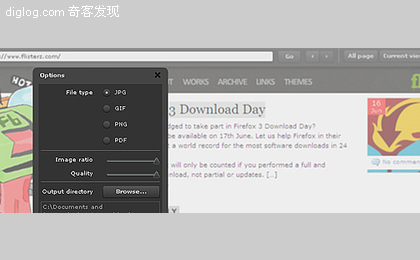 diglog.com 奇客发现
//www.flisters.com/
Go
Current view
All page
Options
File type
JPG
GIF
PNG
PDF
Image ratio
Quality
Output directory
Browse...
C:\Documents and
HOT
WORKS
ARCHIVE
LINKS
THEMES
3 Download Day
dged to take part in Firefox 3 Download Day?
be available on 17th June. Let us help Firefox in their
t a world record for the most software downloads in 24
will only be counted if you performed a full and
nload, not partial or updates. [...]
16
Jun
No commen